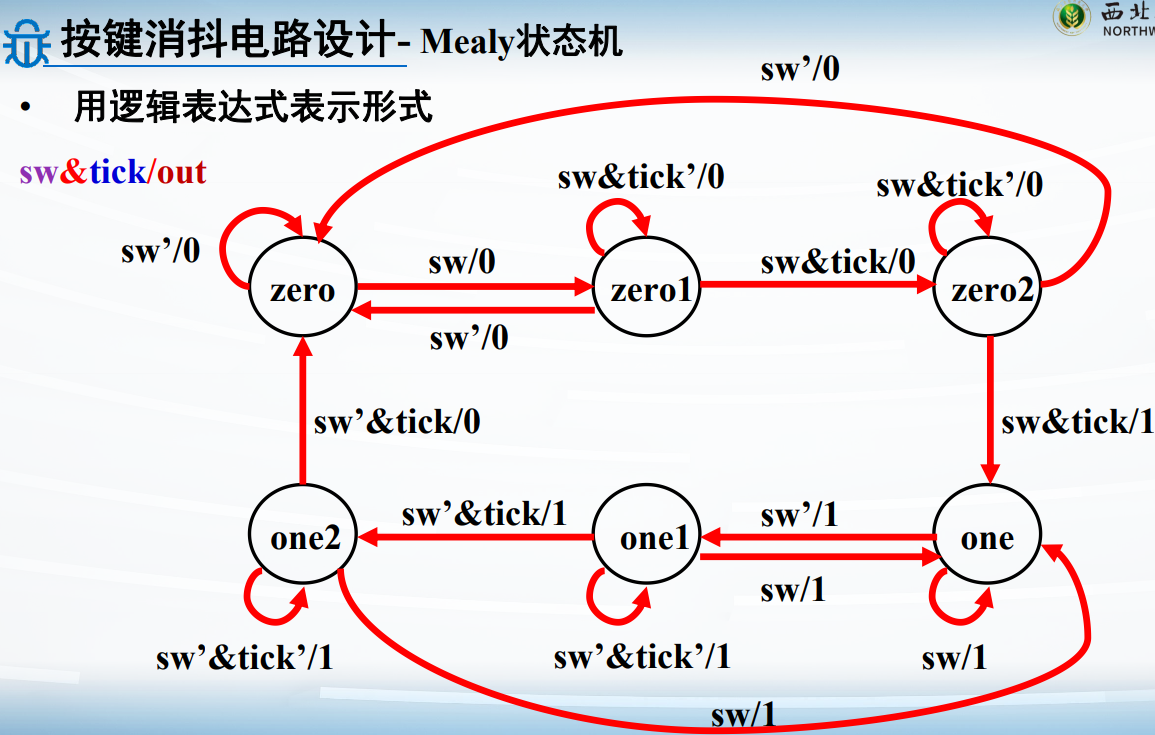 按键消抖电路设计- Mealy状态机
西北
NORTHW
• 用逻辑表达式表示形式
sw&tick/out
sw’/0
sw’/0
sw&tick’/0
sw&tick’/0
zero
sw/0
sw’/0
zero1
sw&tick/0
zero2
sw’&tick/0
sw&tick/1
one2
sw’&tick/1
one1
sw’/1
sw/1
one
sw’&tick’/1
sw’&tick’/1
sw/1
sw/1